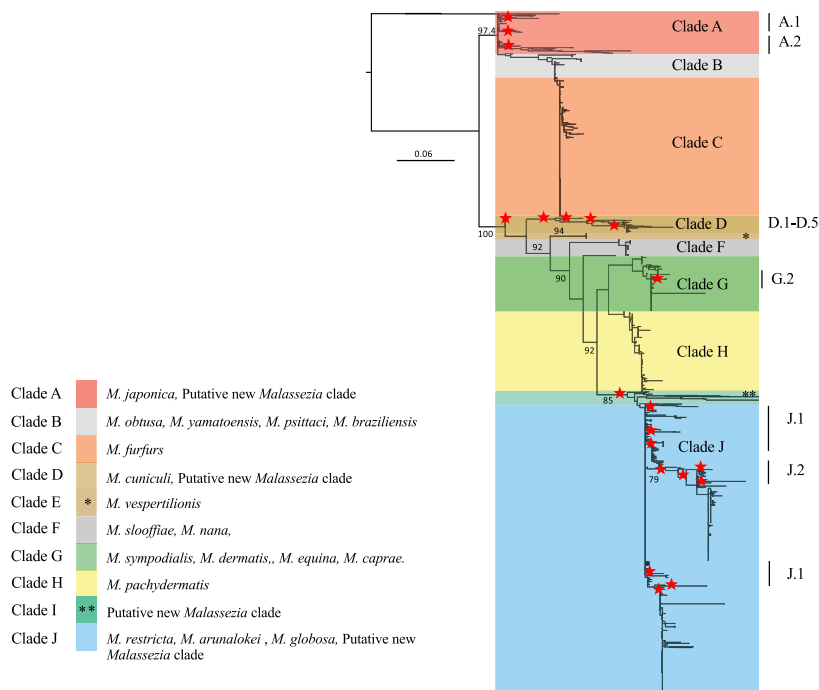 Clade A
A.1
97.4
A.2
Clade B
Clade C
0.06
Clade D
D.1-D.5
94
*
100
92
Clade F
90
Clade G
G.2
92
Clade H
**
85
J.1
Clade J
J.2
79
J.1
Clade A M. japonica, Putative new Malassezia clade
Clade B M. obtusa, M. yamatoensis, M. psittaci, M. braziliensis
Clade C M. furfurs
Clade D M. cuniculi, Putative new Malassezia clade
Clade E * M. vespertilionis
Clade F M. slooffiae, M. nana,
Clade G M. sympodialis, M. dermatis,, M. equina, M. caprae.
Clade H M. pachydermatis
Clade I ** Putative new Malassezia clade
Clade J M. restricta, M. arunalokei , M. globosa, Putative new
Malassezia clade